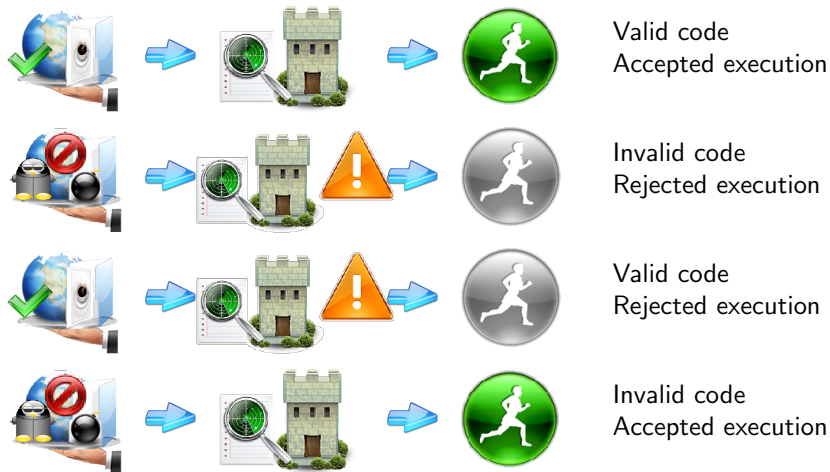 Valid code
Accepted execution
Invalid code
Rejected execution
Valid code
Rejected execution
Invalid code
Accepted execution